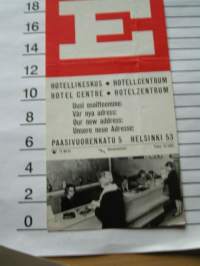 18
16
14
12
10
8
6
4
2
0
E
HOTELLIKESKUS • HOTELLCENTRUM
HOTEL CENTRE • HOTELZENTRUM
Uusi osoitteemme:
Vår nya adress:
Our new address:
Unsere neue Adresse:
PAASIVUORENKATU 5 HELSINKI 53